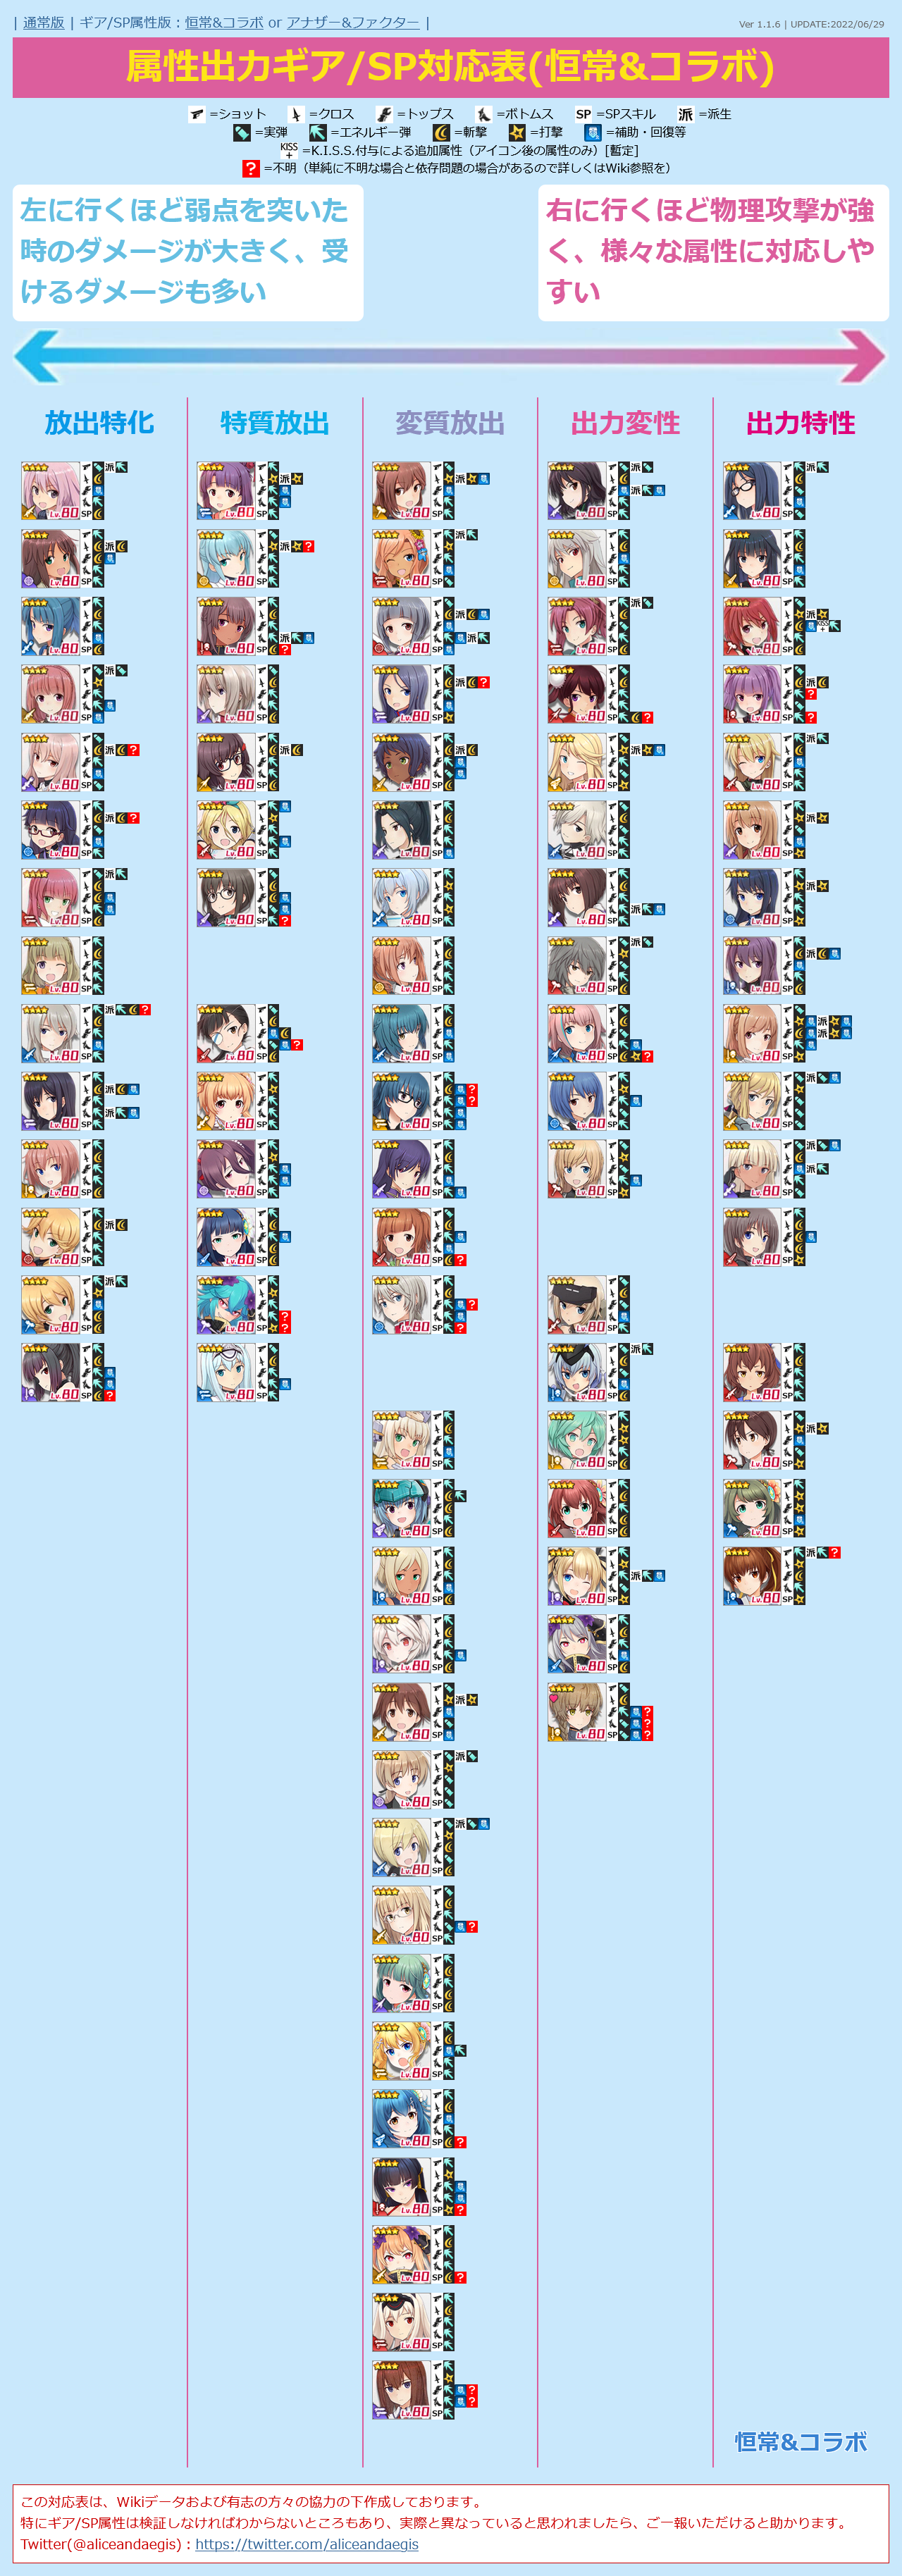 | 通常版 | ギア/SP属性版：恒常&コラボ or アナザー&ファクター |
Ver 1.1.6 | UPDATE:2022/06/29
属性出力ギア/SP対応表(恒常&コラボ)
=ショット =クロス =トップス =ボトムス SP =SPスキル 派 =派生
=実弾 =エネルギー弾 =斬撃 =打撃 =補助・回復等
KISS+ =K.I.S.S.付与による追加属性（アイコン後の属性のみ）[暫定]
? =不明（単純に不明な場合と依存問題の場合があるので詳しくはWiki参照を）
左に行くほど弱点を突いた
時のダメージが大きく、受
けるダメージも多い
右に行くほど物理攻撃が強
く、様々な属性に対応しや
すい
放出特化 特質放出 変質放出 出力変性 出力特性
恒常&コラボ
この対応表は、Wikiデータおよび有志の方々の協力の下作成しております。
特にギア/SP属性は検証しなければわからないところもあり、実際と異なっていると思われましたら、ご一報いただけると助かります。
Twitter(@aliceandaegis)：https://twitter.com/aliceandaegis